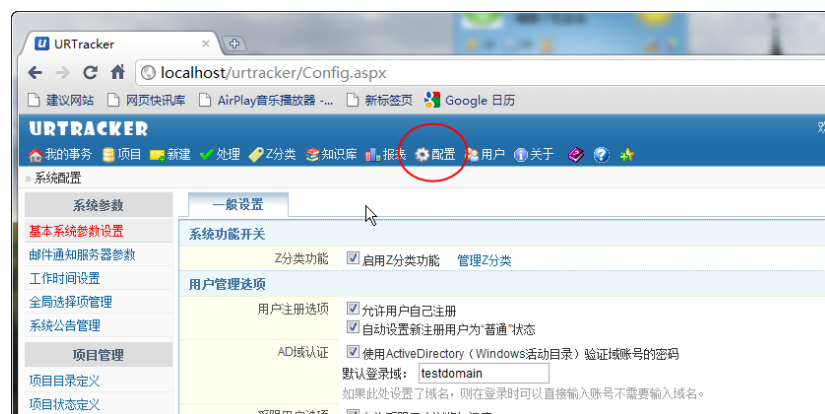 URTracker
localhost/urtracker/Config.aspx
建议网站 网页快讯库 AirPlay音乐播放器 -... 新标签页 Google 日历
URTRACKER
我的事务 项目 新建 处理 Z分类 知识库 报表 配置 用户 关于
» 系统配置
系统参数 一般设置
基本系统参数设置 系统功能开关
邮件通知服务器参数 Z分类功能 启用Z分类功能 管理Z分类
工作时间设置 用户管理选项
全局选择项管理 用户注册选项 允许用户自己注册
系统公告管理 自动设置新注册用户为"普通"状态
项目管理 AD域认证 使用ActiveDirectory（Windows活动目录）验证域账号的密码
项目目录定义 默认登录域： testdomain
如果此处设置了域名，则在登录时可以直接输入账号不需要输入域名。
项目状态定义